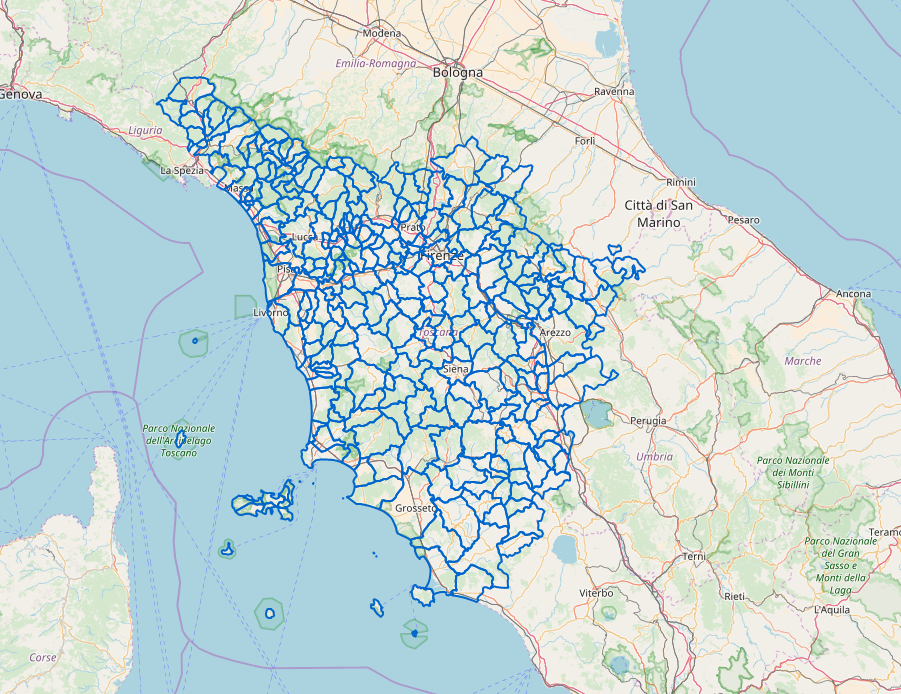 Modena
Emilia-Romagna
Bologna
Genova
Ravenna
Liguria
Forlì
La Spezia
Rimini
Città di San
Marino
Pesaro
Lucca
Prato
Firenze
Ancona
Livorno
Toscana
Arezzo
Marche
Siena
Parco Nazionale
dell'Arcipelago
Toscano
Perugia
Umbria
Parco Nazionale
dei Monti
Sibillini
Grosseto
Teramo
Parco Nazionale
del Gran
Sasso e
Monti della
Laga
Terni
Viterbo
Rieti
L'Aquila
Corse